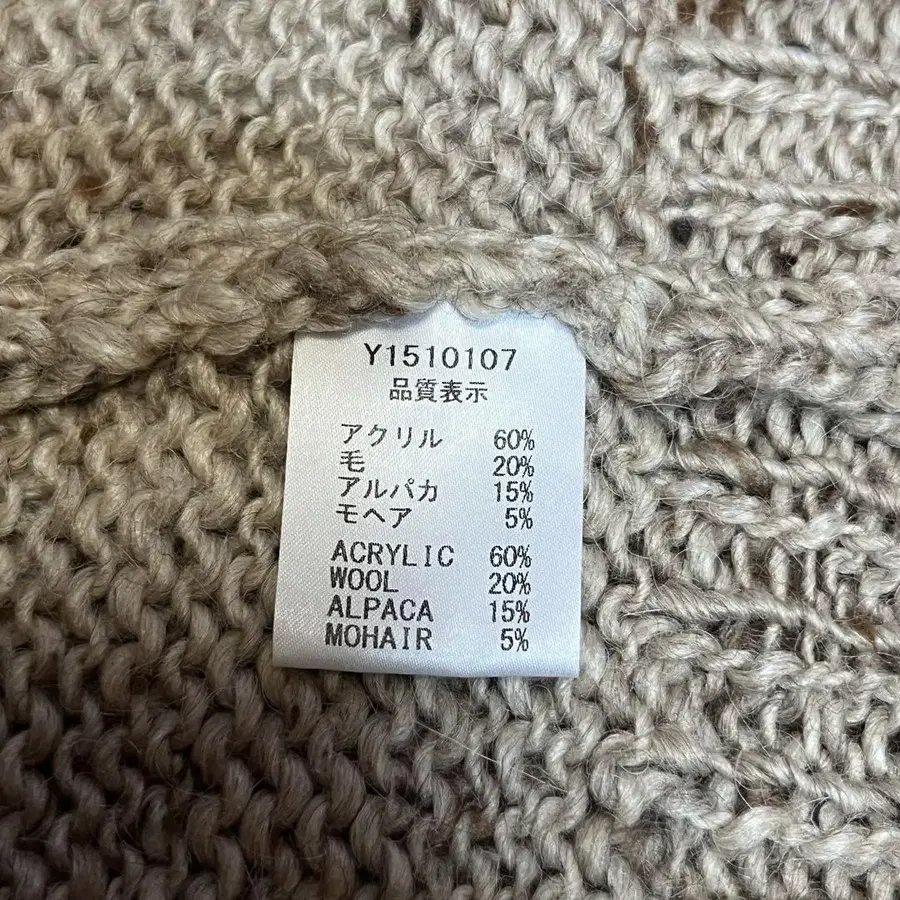 Y1510107
品質表示
アクリル 60%
毛 20%
アルパカ 15%
モヘア 5%
ACRYLIC 60%
WOOL 20%
ALPACA 15%
MOHAIR 5%